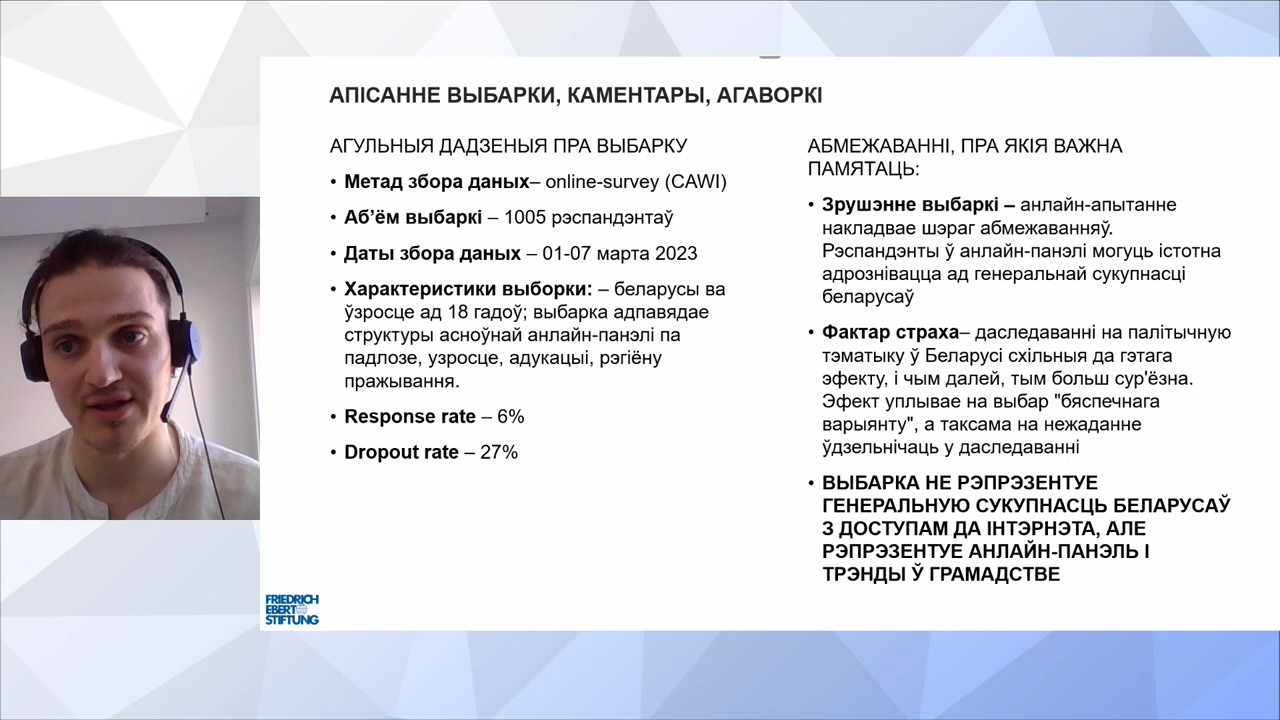 АПІСАННЕ ВЫБАРКИ, КАМЕНТАРЫ, АГАВОРКІ
АГУЛЬНЫЯ ДАДЗЕНЫЯ ПРА ВЫБАРКУ
• Метад збора даных– online-survey (CAWI)
• Аб’ём выбаркі – 1005 рэспандэнтаў
• Даты збора даных – 01-07 марта 2023
• Характеристики выборки: – беларусы ва
ўзросце ад 18 гадоў; выбарка адпавядае
структуры асноўнай анлайн-панэлі па
падлозе, узросце, адукацыі, рэгіёну
пражывання.
• Response rate – 6%
• Dropout rate – 27%
АБМЕЖАВАННІ, ПРА ЯКІЯ ВАЖНА
ПАМЯТАЦЬ:
• Зрушэнне выбаркі – анлайн-апытанне
накладвае шэраг абмежаванняў.
Рэспандэнты ў анлайн-панэлі могуць істотна
адрознівацца ад генеральнай сукупнасці
беларусаў
• Фактар страха– даследаванні на палітычную
тэматыку ў Беларусі схільныя да гэтага
эфекту, і чым далей, тым больш сур'ёзна.
Эфект уплывае на выбар "бяспечнага
варыянту", а таксама на нежаданне
ўдзельнічаць у даследаванні
• ВЫБАРКА НЕ РЭПРЭЗЕНТУЕ
ГЕНЕРАЛЬНУЮ СУКУПНАСЦЬ БЕЛАРУСАЎ
З ДОСТУПАМ ДА ІНТЭРНЭТА, АЛЕ
РЭПРЭЗЕНТУЕ АНЛАЙН-ПАНЭЛЬ І
ТРЭНДЫ Ў ГРАМАДСТВЕ
FRIEDRICH
EBERT
STIFTUNG